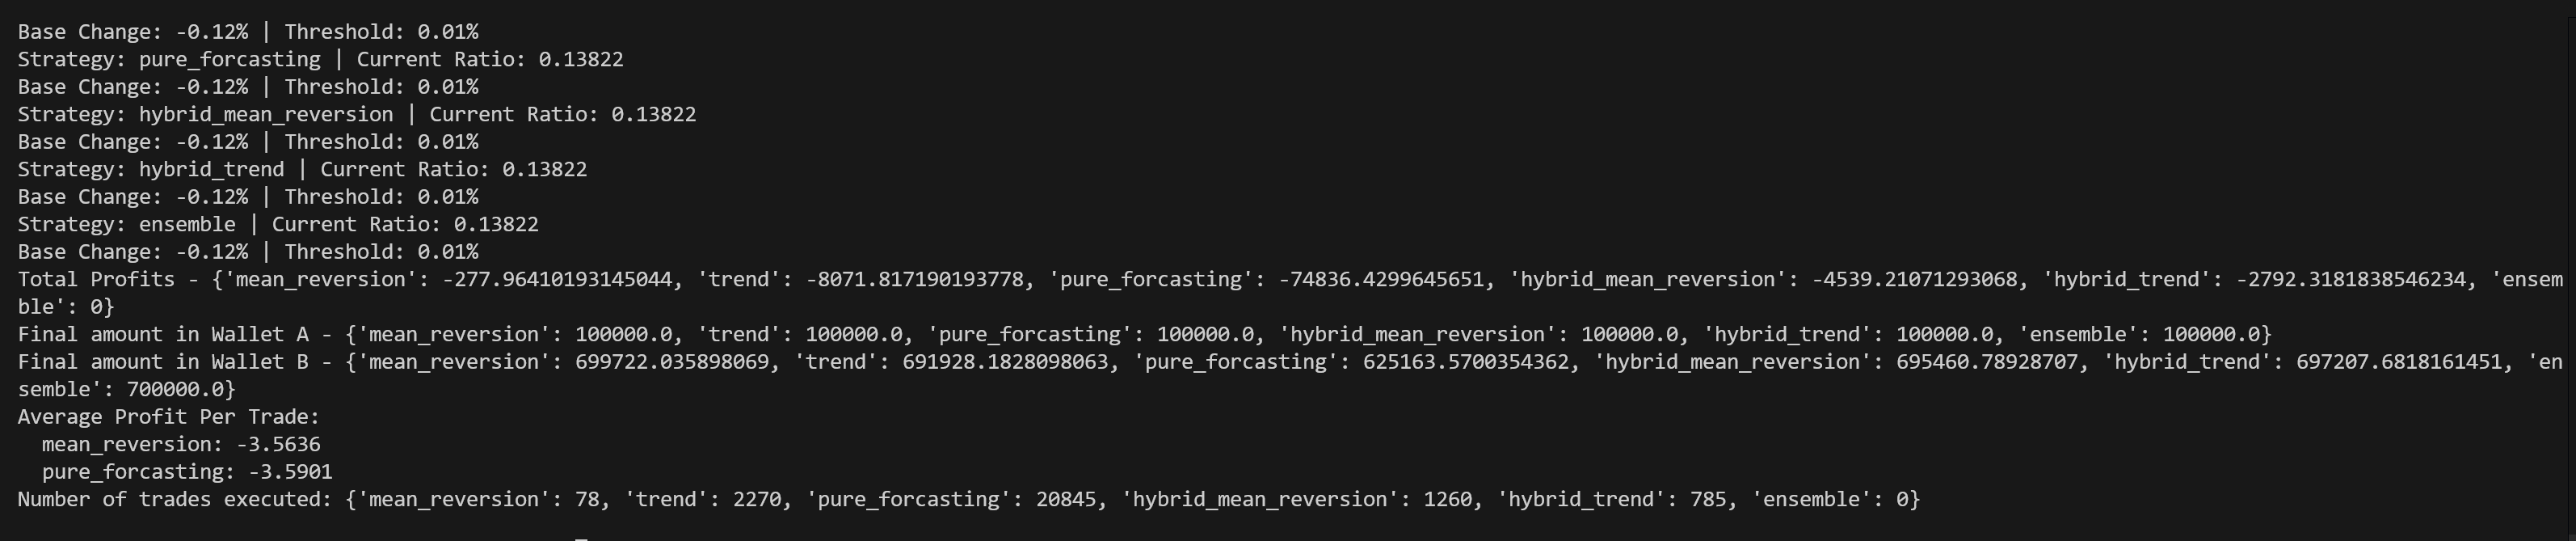 Base Change: -0.12% | Threshold: 0.01%
Strategy: pure_forcasting | Current Ratio: 0.13822
Base Change: -0.12% | Threshold: 0.01%
Strategy: hybrid_mean_reversion | Current Ratio: 0.13822
Base Change: -0.12% | Threshold: 0.01%
Strategy: hybrid_trend | Current Ratio: 0.13822
Base Change: -0.12% | Threshold: 0.01%
Strategy: ensemble | Current Ratio: 0.13822
Base Change: -0.12% | Threshold: 0.01%
Total Profits - {'mean_reversion': -277.96410193145044, 'trend': -8071.817190193778, 'pure_forcasting': -74836.4299645651, 'hybrid_mean_reversion': -4539.21071293068, 'hybrid_trend': -2792.3181838546234, 'ensem
ble': 0}
Final amount in Wallet A - {'mean_reversion': 100000.0, 'trend': 100000.0, 'pure_forcasting': 100000.0, 'hybrid_mean_reversion': 100000.0, 'hybrid_trend': 100000.0, 'ensemble': 100000.0}
Final amount in Wallet B - {'mean_reversion': 699722.035898069, 'trend': 691928.1828098063, 'pure_forcasting': 625163.5700354362, 'hybrid_mean_reversion': 695460.78928707, 'hybrid_trend': 697207.6818161451, 'en
semble': 700000.0}
Average Profit Per Trade:
  mean_reversion: -3.5636
  pure_forcasting: -3.5901
Number of trades executed: {'mean_reversion': 78, 'trend': 2270, 'pure_forcasting': 20845, 'hybrid_mean_reversion': 1260, 'hybrid_trend': 785, 'ensemble': 0}